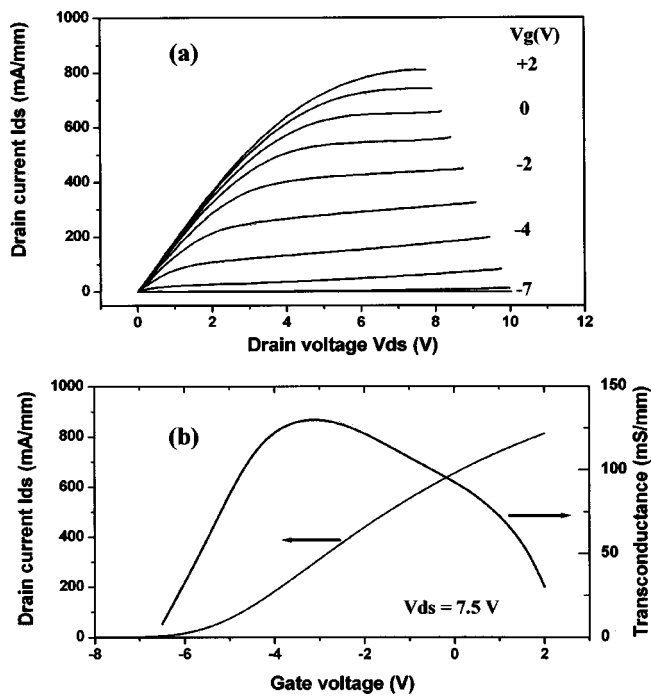 1000
800
600
400
200
0
Drain current Ids (mA/mm)
(a)
Vg(V)
+2
0
-2
-4
-7
0 2 4 6 8 10 12
Drain voltage Vds (V)
1000
800
600
400
200
0
Drain current Ids (mA/mm)
(b)
Vds = 7.5 V
150
100
50
0
Transconductance (mS/mm)
-8 -6 -4 -2 0 2
Gate voltage (V)